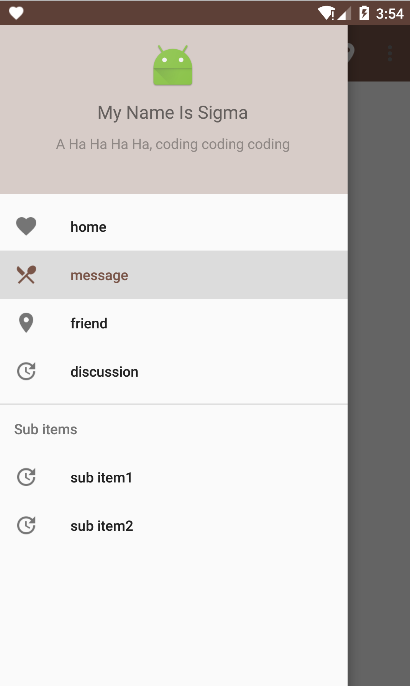 3:54
My Name Is Sigma
A Ha Ha Ha Ha, coding coding coding
home
message
friend
discussion
Sub items
sub item1
sub item2